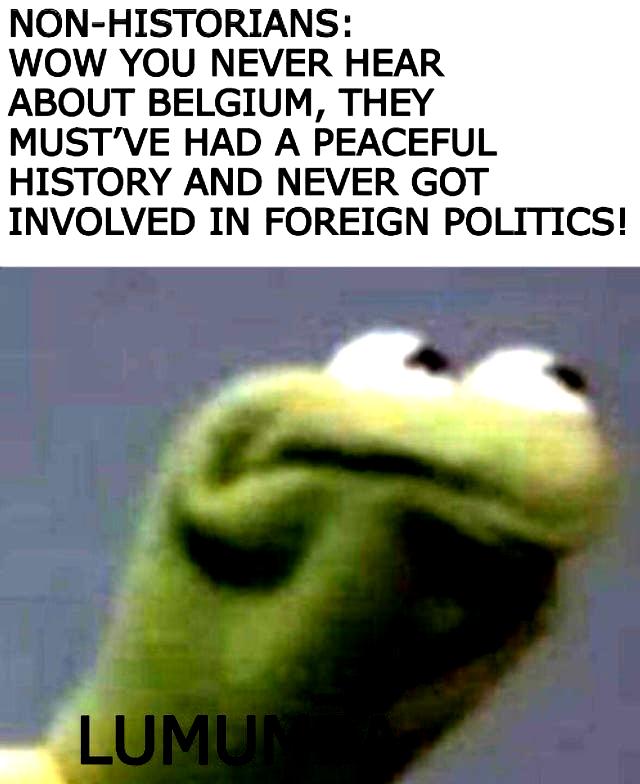 NON-HISTORIANS:
WOW YOU NEVER HEAR
ABOUT BELGIUM, THEY
MUST’VE HAD A PEACEFUL
HISTORY AND NEVER GOT
INVOLVED IN FOREIGN POLITICS!
LUMUMBA